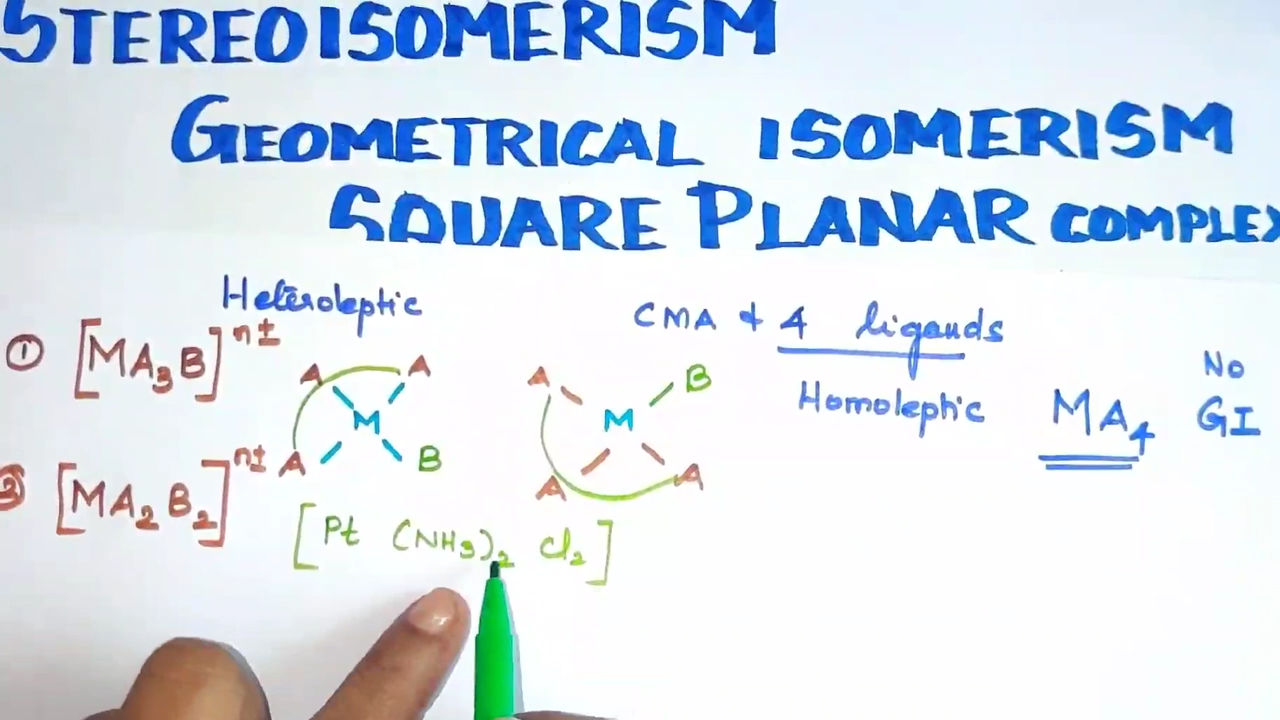 STEREOISOMERISM
GEOMETRICAL ISOMERISM
SQUARE PLANAR COMPLEX
Heteroleptic
CMA & 4 ligands
① [MA₃B]ⁿ±
A A
M
A B
A B
M
A A
Homoleptic MA₄
No
GI
② [MA₂B₂]ⁿ±
[Pt (NH₃)₂ Cl₂]